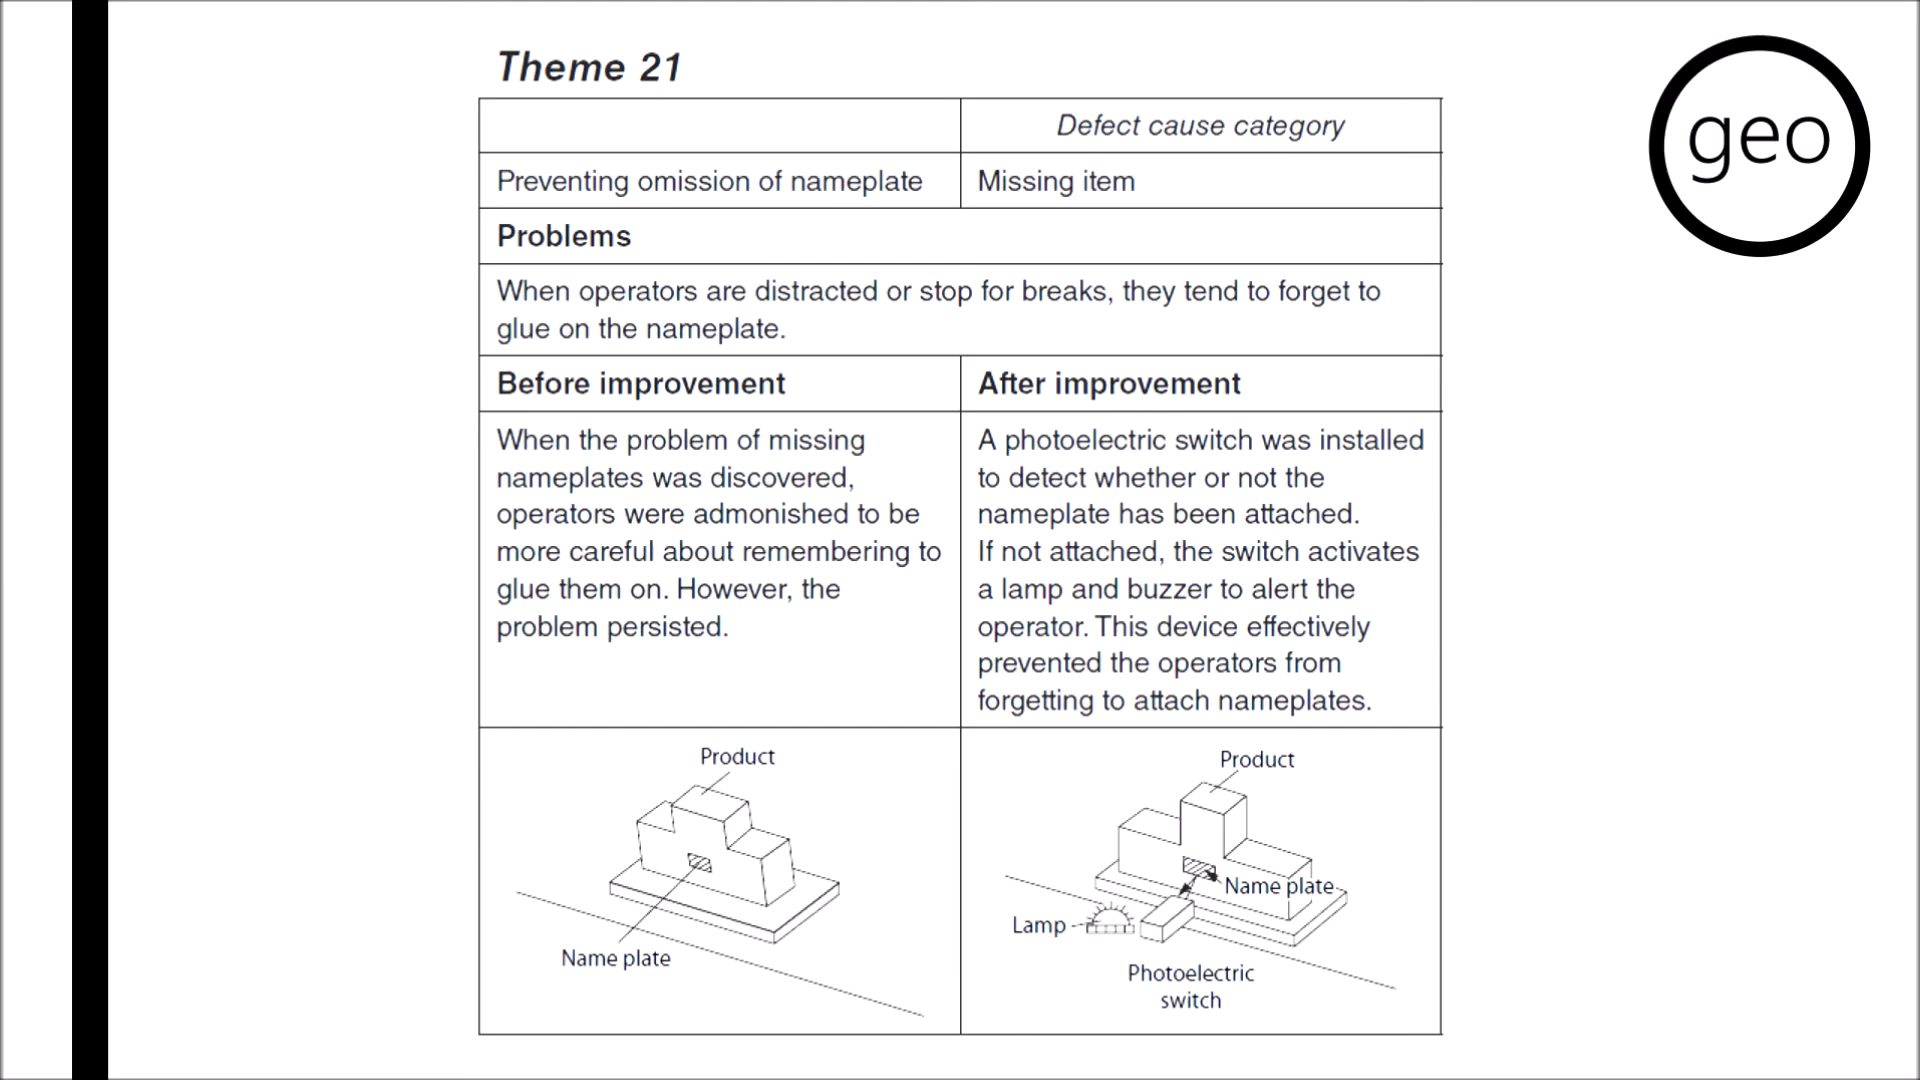 Theme 21
geo
Defect cause category
Preventing omission of nameplate
Missing item
Problems
When operators are distracted or stop for breaks, they tend to forget to
glue on the nameplate.
Before improvement
After improvement
When the problem of missing
nameplates was discovered,
operators were admonished to be
more careful about remembering to
glue them on. However, the
problem persisted.
A photoelectric switch was installed
to detect whether or not the
nameplate has been attached.
If not attached, the switch activates
a lamp and buzzer to alert the
operator. This device effectively
prevented the operators from
forgetting to attach nameplates.
Product
Name plate
Product
Name plate
Lamp
Photoelectric
switch